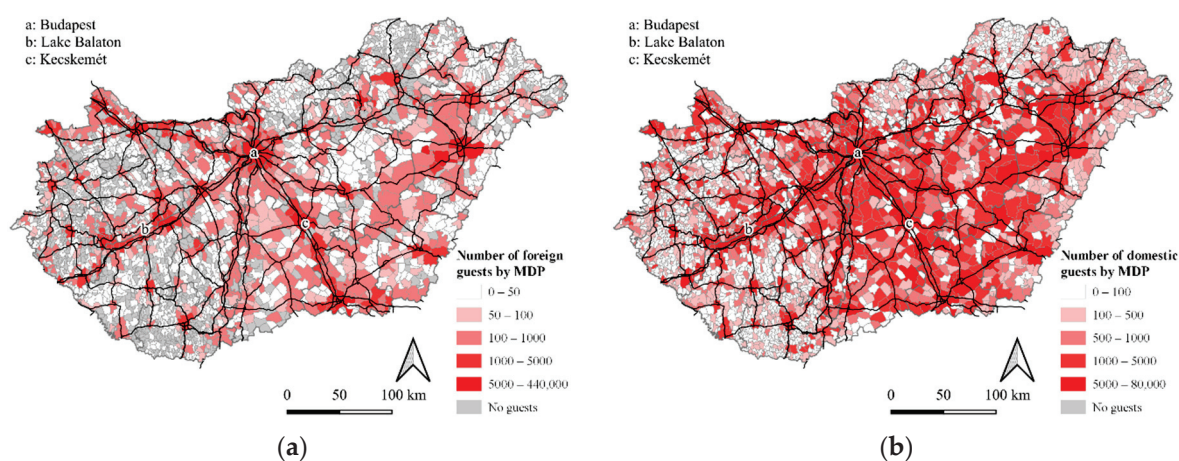 a: Budapest
b: Lake Balaton
c: Kecskemét
a
b
c
Number of foreign
guests by MDP
0 – 50
50 – 100
100 – 1000
1000 – 5000
5000 – 440,000
No guests
0 50 100 km
(a)
a: Budapest
b: Lake Balaton
c: Kecskemét
a
b
c
Number of domestic
guests by MDP
0 – 100
100 – 500
500 – 1000
1000 – 5000
5000 – 80,000
No guests
0 50 100 km
(b)